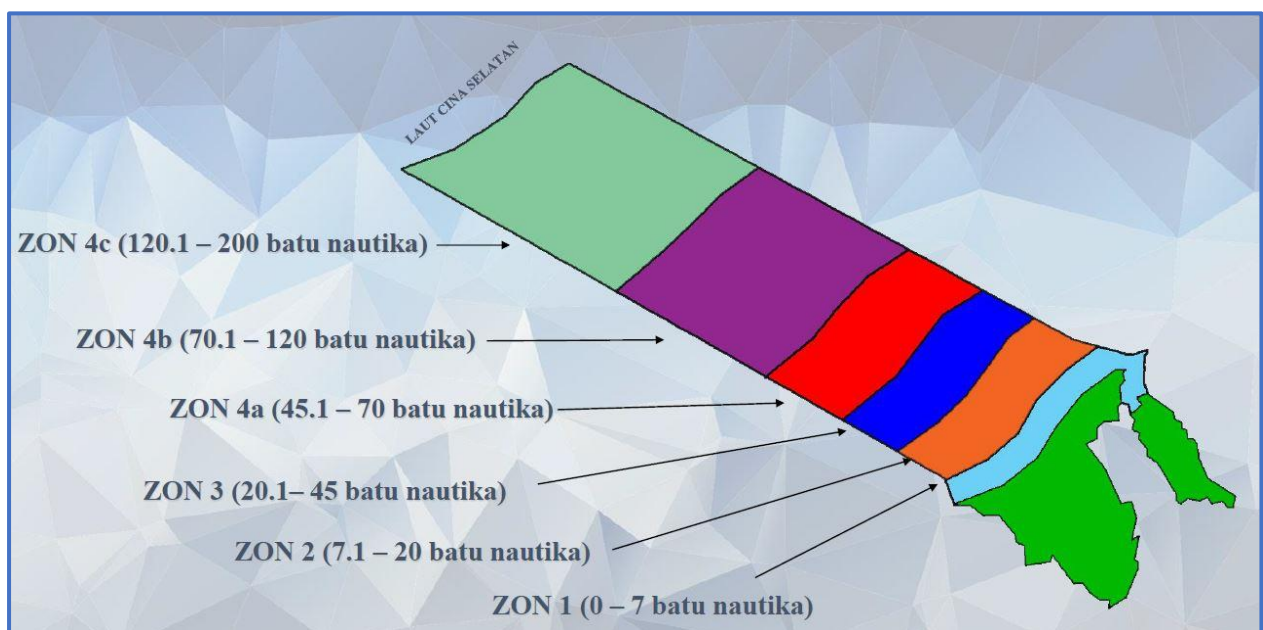 LAUT CINA SELATAN
ZON 4c (120.1 – 200 batu nautika)
ZON 4b (70.1 – 120 batu nautika)
ZON 4a (45.1 – 70 batu nautika)
ZON 3 (20.1– 45 batu nautika)
ZON 2 (7.1 – 20 batu nautika)
ZON 1 (0 – 7 batu nautika)